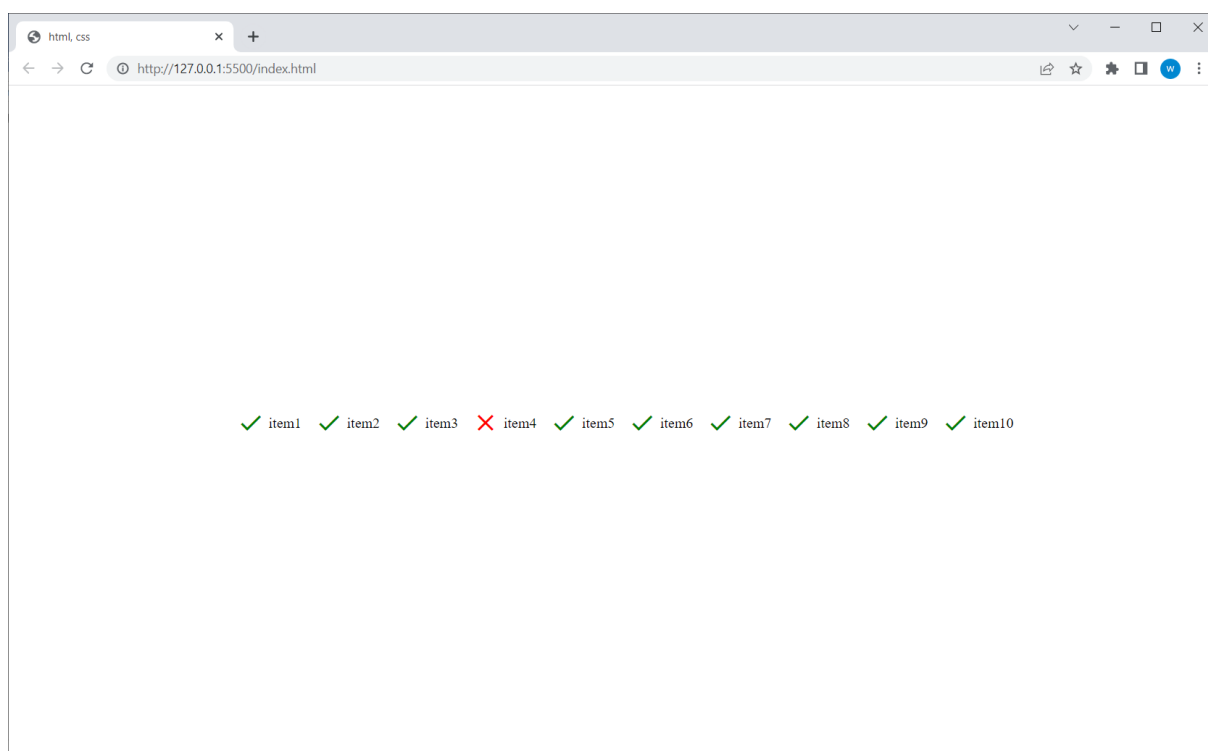 html, css
http://127.0.0.1:5500/index.html
W
item1 item2 item3 item4 item5 item6 item7 item8 item9 item10